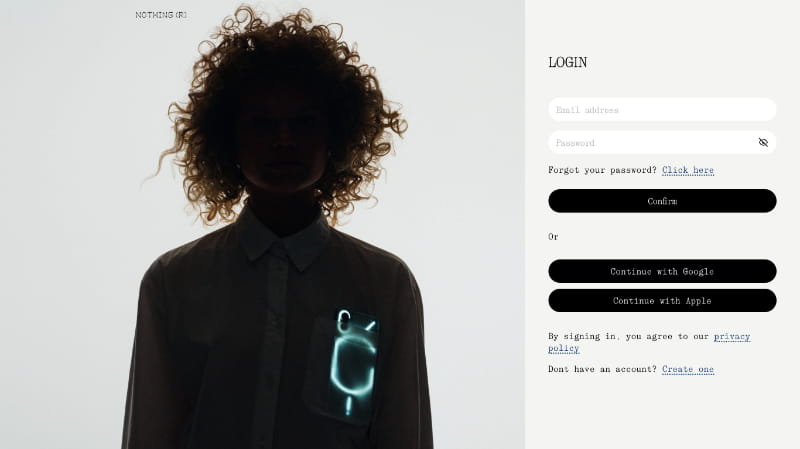 NOTHING (R)
LOGIN
Email address
Password
Forgot your password? Click here
Confirm
Or
Continue with Google
Continue with Apple
By signing in, you agree to our privacy
policy
Dont have an account? Create one